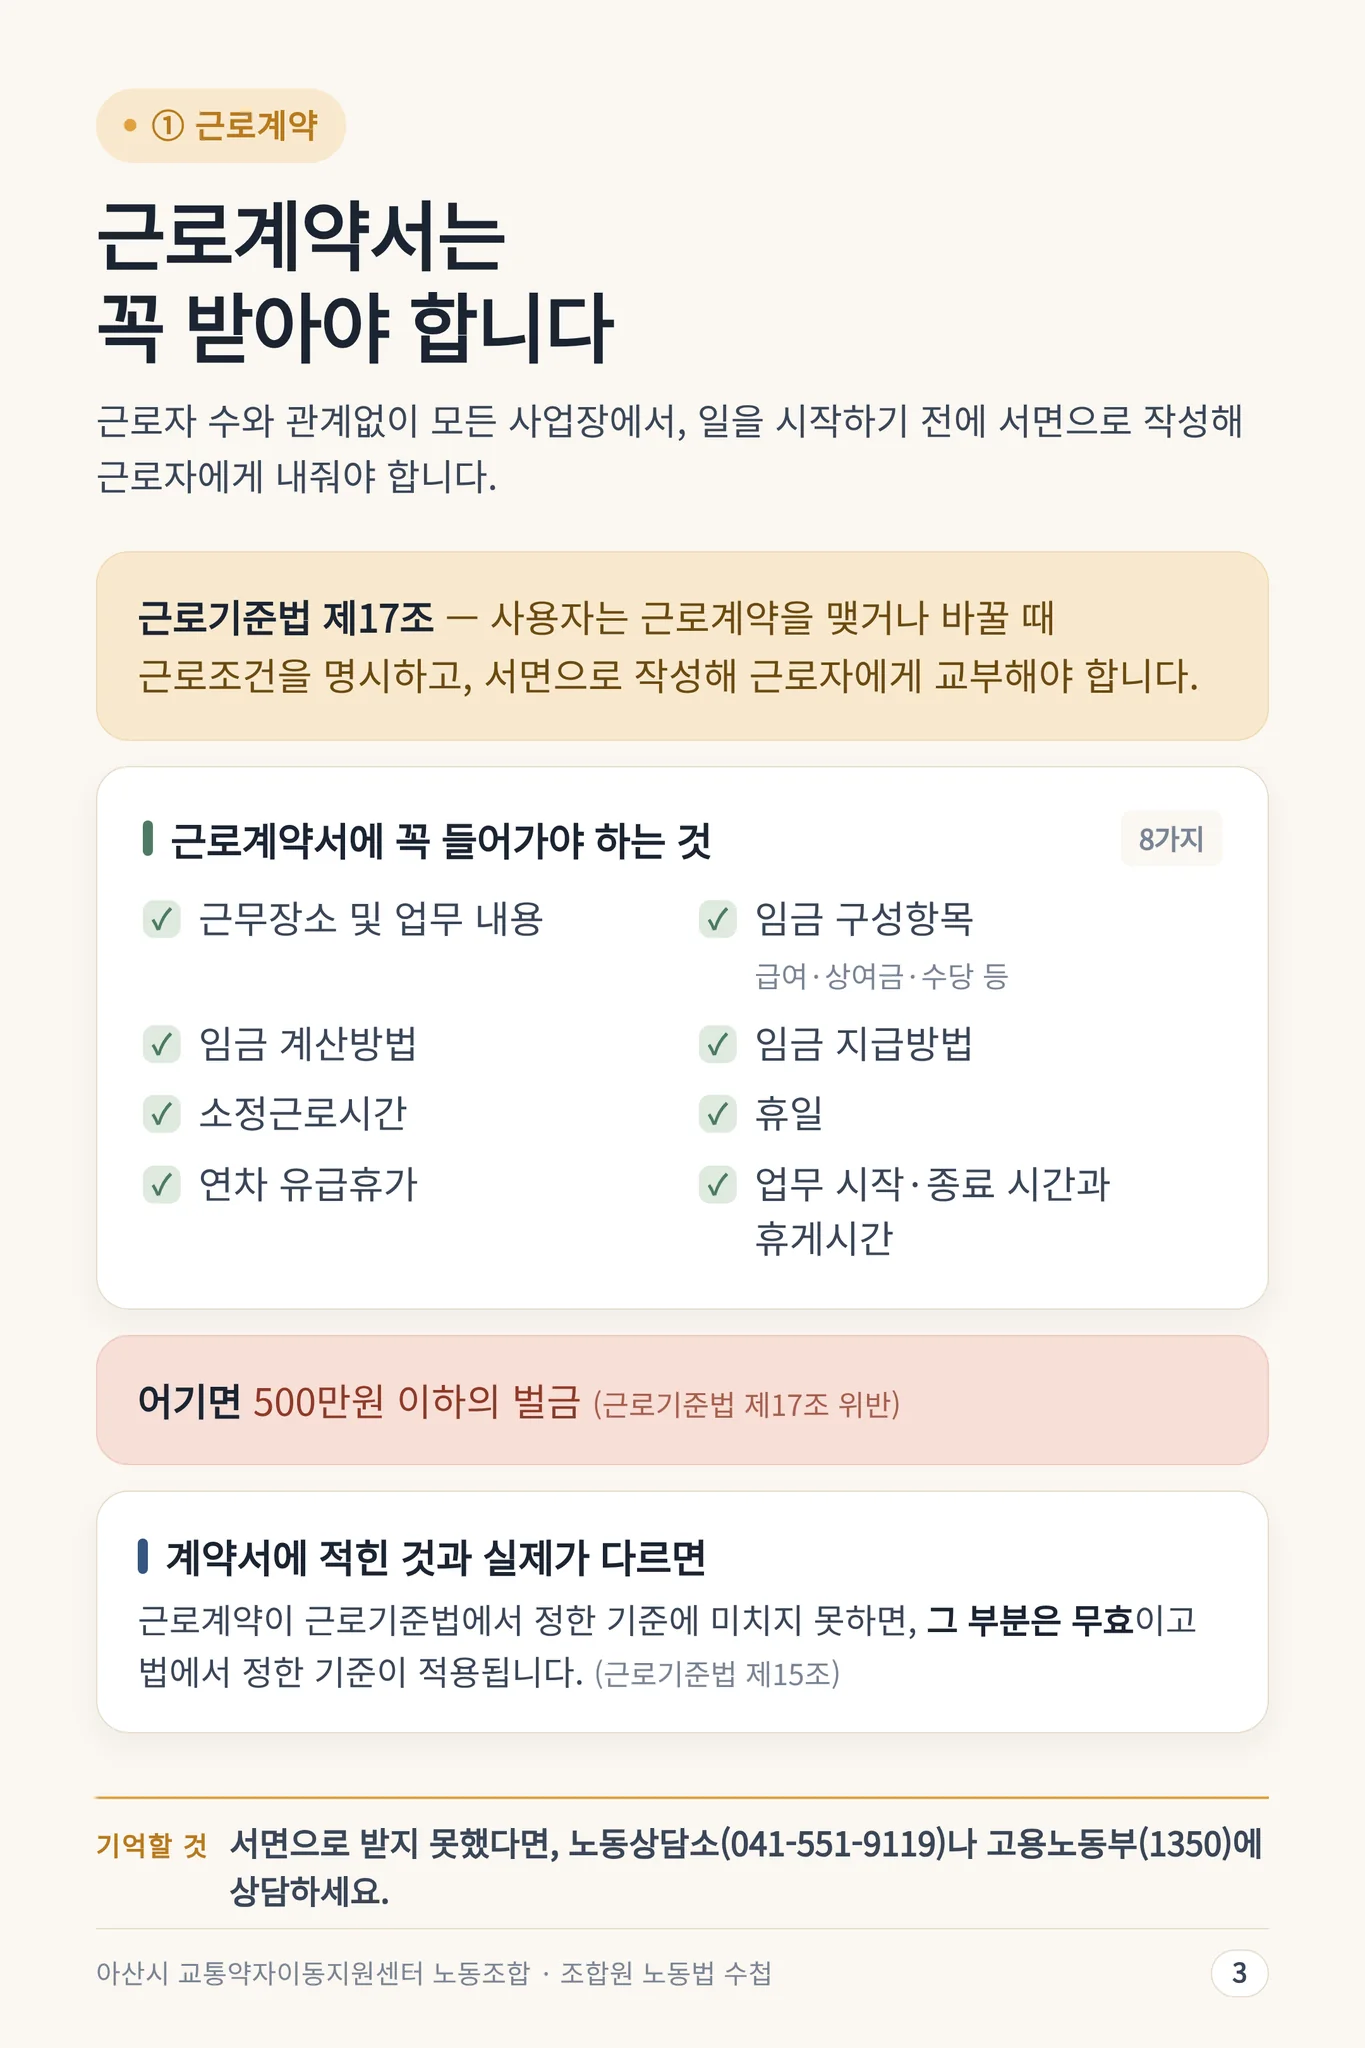 ① 근로계약
근로계약서는
꼭 받아야 합니다
근로자 수와 관계없이 모든 사업장에서, 일을 시작하기 전에 서면으로 작성해
근로자에게 내줘야 합니다.
근로기준법 제17조 — 사용자는 근로계약을 맺거나 바꿀 때
근로조건을 명시하고, 서면으로 작성해 근로자에게 교부해야 합니다.
근로계약서에 꼭 들어가야 하는 것
8가지
✓ 근무장소 및 업무 내용
✓ 임금 구성항목
급여·상여금·수당 등
✓ 임금 계산방법
✓ 임금 지급방법
✓ 소정근로시간
✓ 휴일
✓ 연차 유급휴가
✓ 업무 시작·종료 시간과
휴게시간
어기면 500만원 이하의 벌금 (근로기준법 제17조 위반)
계약서에 적힌 것과 실제가 다르면
근로계약이 근로기준법에서 정한 기준에 미치지 못하면, 그 부분은 무효이고
법에서 정한 기준이 적용됩니다. (근로기준법 제15조)
기억할 것 서면으로 받지 못했다면, 노동상담소(041-551-9119)나 고용노동부(1350)에
상담하세요.
아산시 교통약자이동지원센터 노동조합 · 조합원 노동법 수첩
3